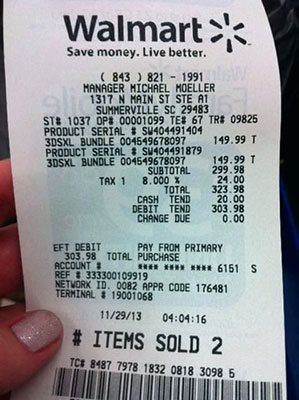 Walmart
Save money. Live better.
( 843 ) 821 - 1991
MANAGER MICHAEL MOELLER
1317 N MAIN ST STE A1
SUMMERVILLE SC 29483
ST# 1037 OP# 00001099 TE# 67 TR# 09825
PRODUCT SERIAL # SW404491404
3DSXL BUNDLE 004549678097 149.99 T
PRODUCT SERIAL # SW404491879
3DSXL BUNDLE 004549678097 149.99 T
SUBTOTAL 299.98
TAX 1 8.000 % 24.00
TOTAL 323.98
CASH TEND 20.00
DEBIT TEND 303.98
CHANGE DUE 0.00
EFT DEBIT PAY FROM PRIMARY
303.98 TOTAL PURCHASE
ACCOUNT # **** **** **** 6151 S
REF # 333300109919
NETWORK ID. 0082 APPR CODE 176481
TERMINAL # 19001068
11/29/13 04:04:16
# ITEMS SOLD 2
TC# 8487 7978 1832 0818 3098 5